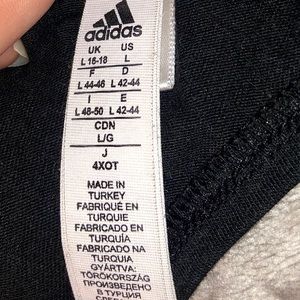 adidas
UK US
L 16-18 L
F D
L 44-46 L 42-44
I E
L 48-50 L 42-44
CDN
L/G
J
4XOT
MADE IN
TURKEY
FABRIQUÉ EN
TURQUIE
FABRICADO EN
TURQUÍA
FABRICADO NA
TURQUIA
GYÁRTVA:
TÖRÖKORSZÁG
ПРОИЗВЕДЕНО
В ТУРЦИЯ